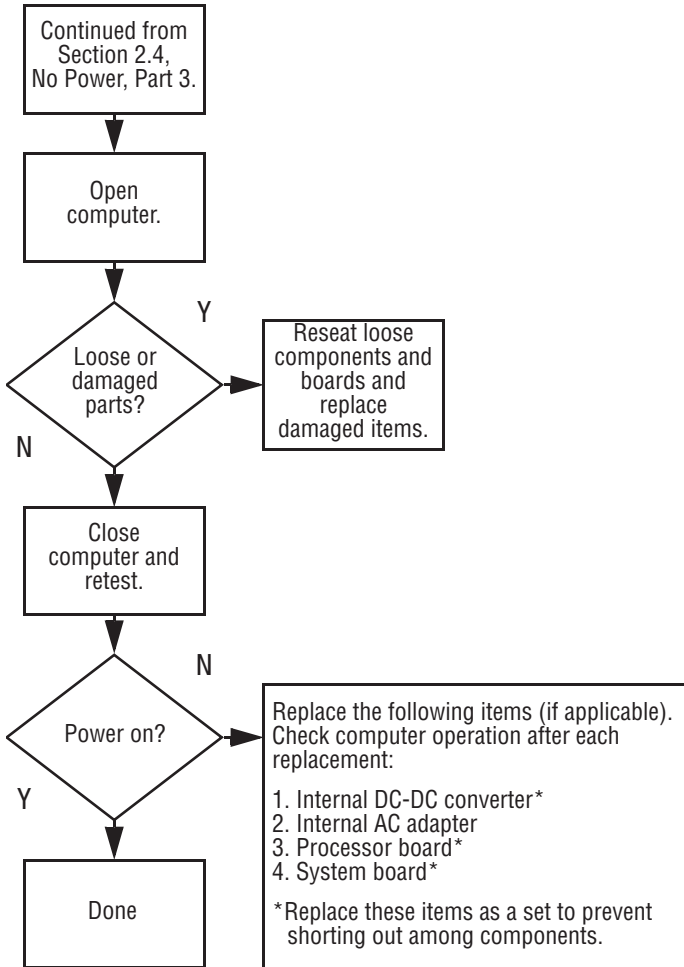 Continued from
Section 2.4,
No Power, Part 3.
Open
computer.
Y
Loose or
damaged
parts?
Reseat loose
components and
boards and
replace
damaged items.
N
Close
computer and
retest.
N
Power on?
Replace the following items (if applicable).
Check computer operation after each
replacement:
1. Internal DC-DC converter*
2. Internal AC adapter
3. Processor board*
4. System board*
*Replace these items as a set to prevent
shorting out among components.
Y
Done